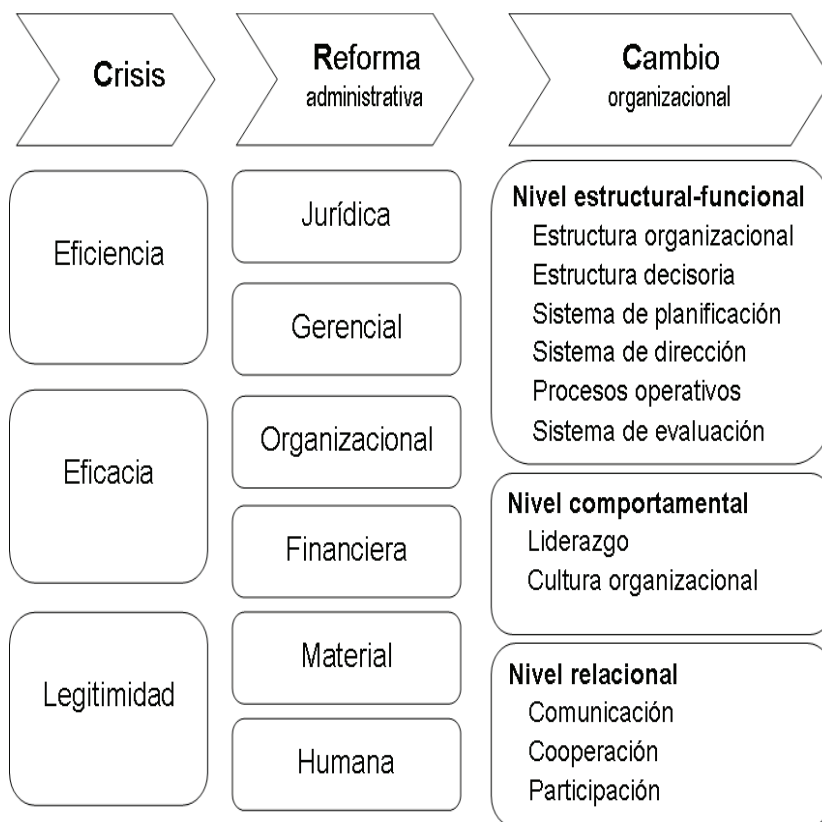 Crisis
Reforma
administrativa
Cambio
organizacional
Eficiencia
Eficacia
Legitimidad
Jurídica
Gerencial
Organizacional
Financiera
Material
Humana
Nivel estructural-funcional
Estructura organizacional
Estructura decisoria
Sistema de planificación
Sistema de dirección
Procesos operativos
Sistema de evaluación
Nivel comportamental
Liderazgo
Cultura organizacional
Nivel relacional
Comunicación
Cooperación
Participación